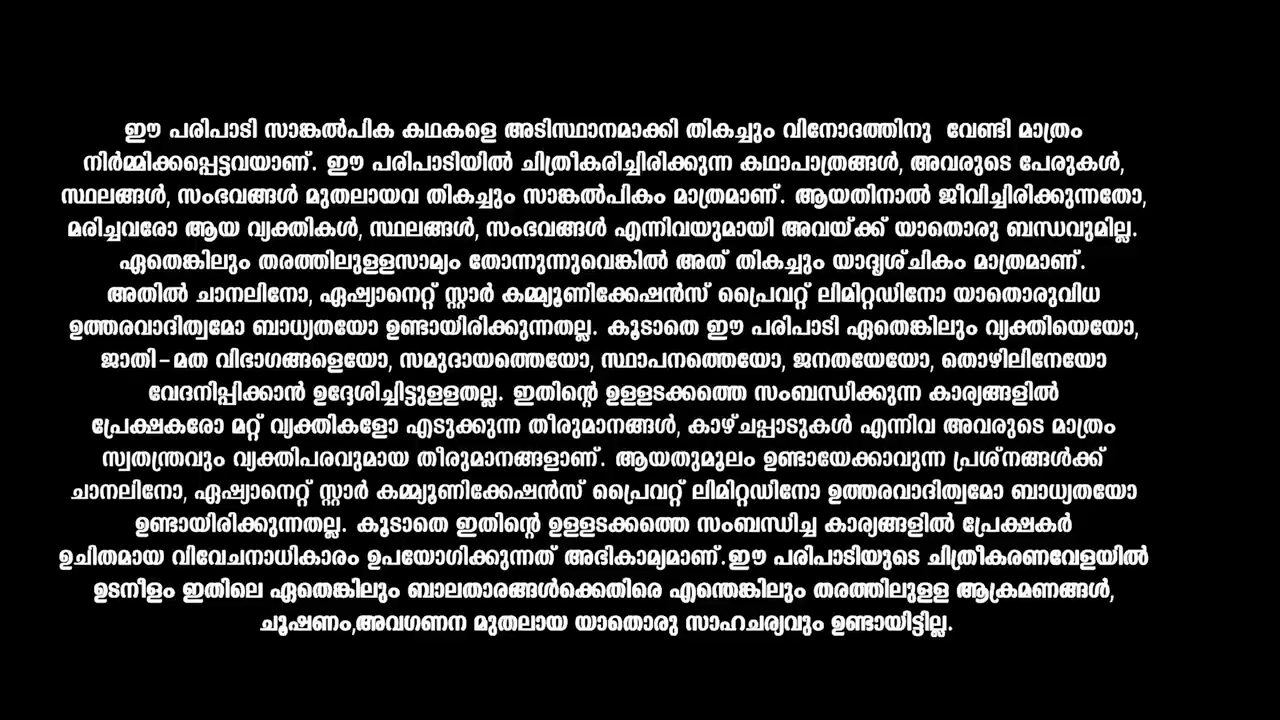 ഈ പരിപാടി സാങ്കൽപിക കഥകളെ അടിസ്ഥാനമാക്കി തികച്ചും വിനോദത്തിനു വേണ്ടി മാത്രം
നിർമ്മിക്കപ്പെട്ടവയാണ്. ഈ പരിപാടിയിൽ ചിത്രീകരിച്ചിരിക്കുന്ന കഥാപാത്രങ്ങൾ, അവരുടെ പേരുകൾ,
സ്ഥലങ്ങൾ, സംഭവങ്ങൾ മുതലായവ തികച്ചും സാങ്കൽപികം മാത്രമാണ്. ആയതിനാൽ ജീവിച്ചിരിക്കുന്നതോ,
മരിച്ചവരോ ആയ വ്യക്തികൾ, സ്ഥലങ്ങൾ, സംഭവങ്ങൾ എന്നിവയുമായി അവയ്ക്ക് യാതൊരു ബന്ധവുമില്ല.
ഏതെങ്കിലും തരത്തിലുളളസാമ്യം തോന്നുന്നുവെങ്കിൽ അത് തികച്ചും യാദൃശ്ചികം മാത്രമാണ്.
അതിൽ ചാനലിനോ, ഏഷ്യാനെറ്റ് സ്റ്റാർ കമ്മ്യൂണിക്കേഷൻസ് പ്രൈവറ്റ് ലിമിറ്റഡിനോ യാതൊരുവിധ
ഉത്തരവാദിത്വമോ ബാധ്യതയോ ഉണ്ടായിരിക്കുന്നതല്ല. കൂടാതെ ഈ പരിപാടി ഏതെങ്കിലും വ്യക്തിയെയോ,
ജാതി-മത വിഭാഗങ്ങളെയോ, സമുദായത്തെയോ, സ്ഥാപനത്തെയോ, ജനതയേയോ, തൊഴിലിനേയോ
വേദനിപ്പിക്കാൻ ഉദ്ദേശിച്ചിട്ടുളളതല്ല. ഇതിന്റെ ഉളളടക്കത്തെ സംബന്ധിക്കുന്ന കാര്യങ്ങളിൽ
പ്രേക്ഷകരോ മറ്റ് വ്യക്തികളോ എടുക്കുന്ന തീരുമാനങ്ങൾ, കാഴ്ചപ്പാടുകൾ എന്നിവ അവരുടെ മാത്രം
സ്വതന്ത്രവും വ്യക്തിപരവുമായ തീരുമാനങ്ങളാണ്. ആയതുമൂലം ഉണ്ടായേക്കാവുന്ന പ്രശ്നങ്ങൾക്ക്
ചാനലിനോ, ഏഷ്യാനെറ്റ് സ്റ്റാർ കമ്മ്യൂണിക്കേഷൻസ് പ്രൈവറ്റ് ലിമിറ്റഡിനോ ഉത്തരവാദിത്വമോ ബാധ്യതയോ
ഉണ്ടായിരിക്കുന്നതല്ല. കൂടാതെ ഇതിന്റെ ഉളളടക്കത്തെ സംബന്ധിച്ച കാര്യങ്ങളിൽ പ്രേക്ഷകർ
ഉചിതമായ വിവേചനാധികാരം ഉപയോഗിക്കുന്നത് അഭികാമ്യമാണ്.ഈ പരിപാടിയുടെ ചിത്രീകരണവേളയിൽ
ഉടനീളം ഇതിലെ ഏതെങ്കിലും ബാലതാരങ്ങൾക്കെതിരെ എന്തെങ്കിലും തരത്തിലുളള ആക്രമണങ്ങൾ,
ചൂഷണം,അവഗണന മുതലായ യാതൊരു സാഹചര്യവും ഉണ്ടായിട്ടില്ല.